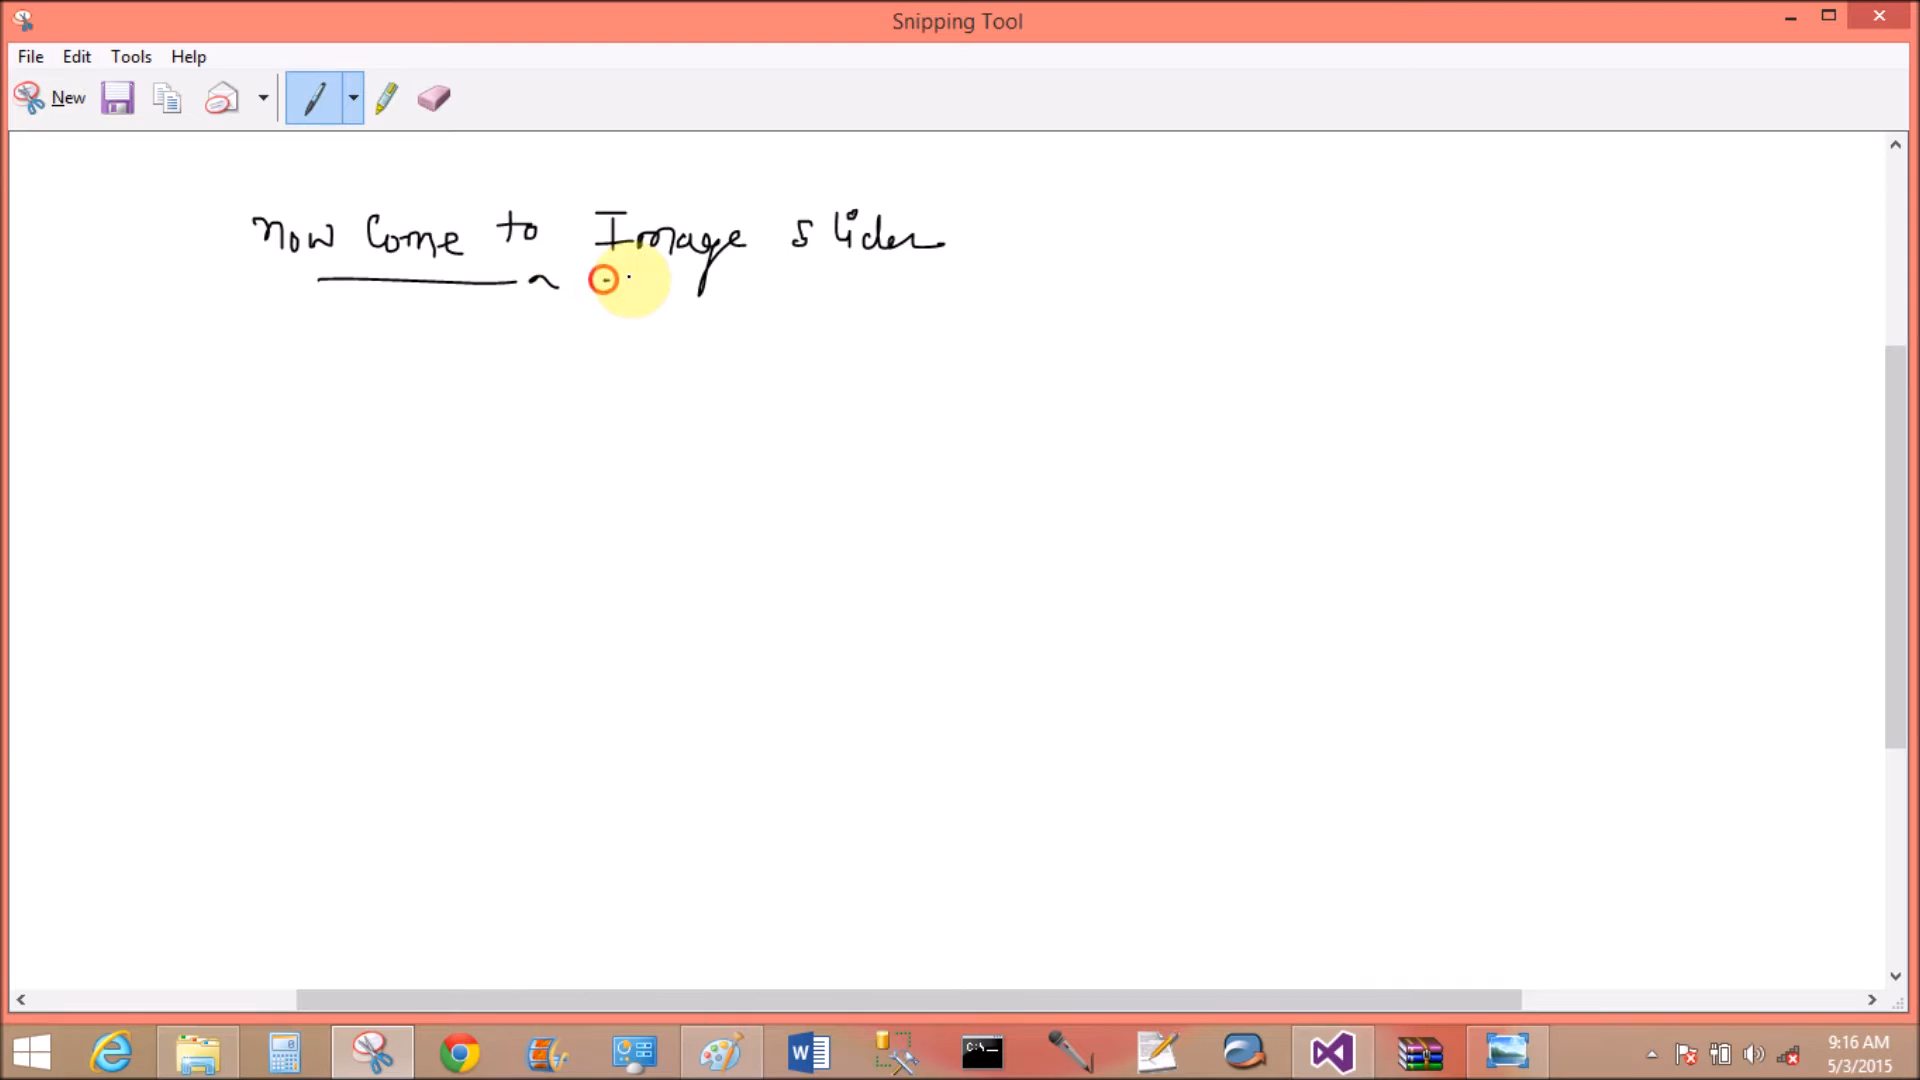 Snipping Tool
File Edit Tools Help
New
Now Come to Image slider
9:16 AM
5/3/2015